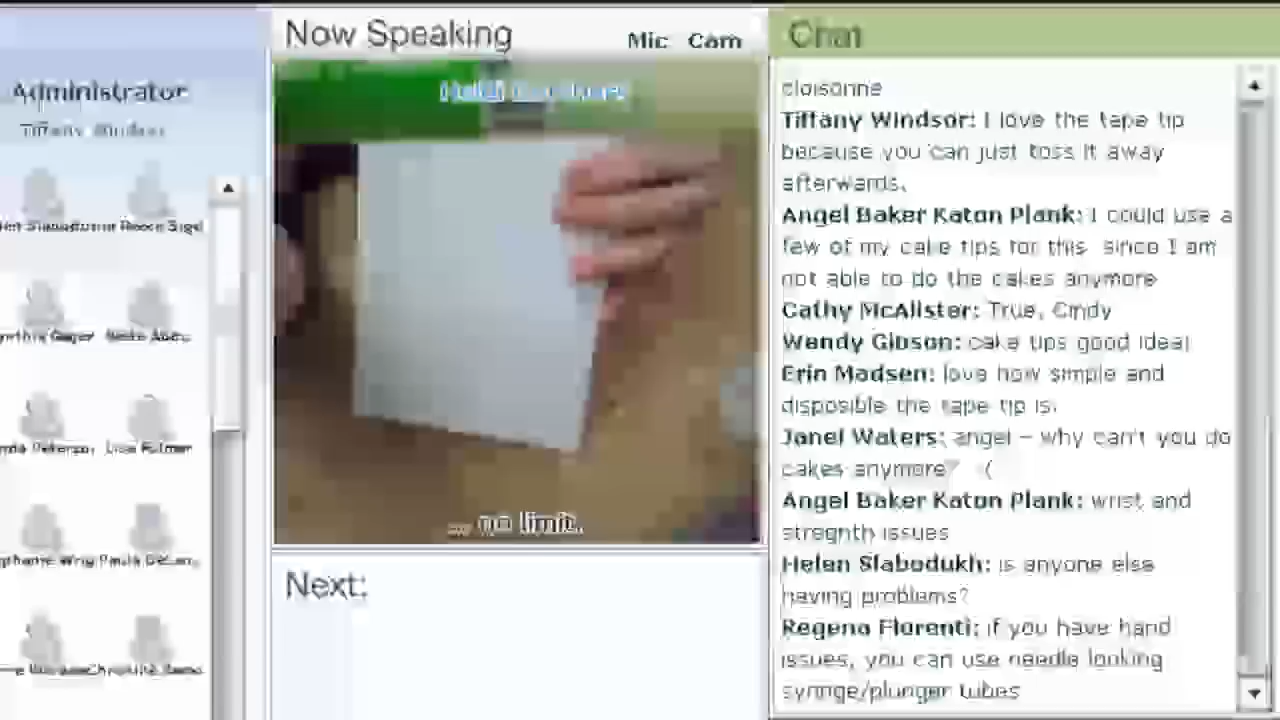 Now Speaking
Mic Cam
Chat
Administrator
Tiffany Windsor
cloisonne
Tiffany Windsor: I love the tape tip
because you can just toss it away
afterwards.
Angel Baker Katon Plank: I could use a
few of my cake tips for this since I am
not able to do the cakes anymore
Cathy McAlister: True, Cindy
Wendy Gibson: cake tips good idea!
Erin Madsen: love how simple and
disposible the tape tip is.
Janel Waters: angel - why can't you do
cakes anymore? :(
Angel Baker Katon Plank: wrist and
stregnth issues
Helen Slabodukh: is anyone else
having problems?
Regena Florenti: if you have hand
issues, you can use needle looking
syringe/plunger tubes
... no limit.
Next: